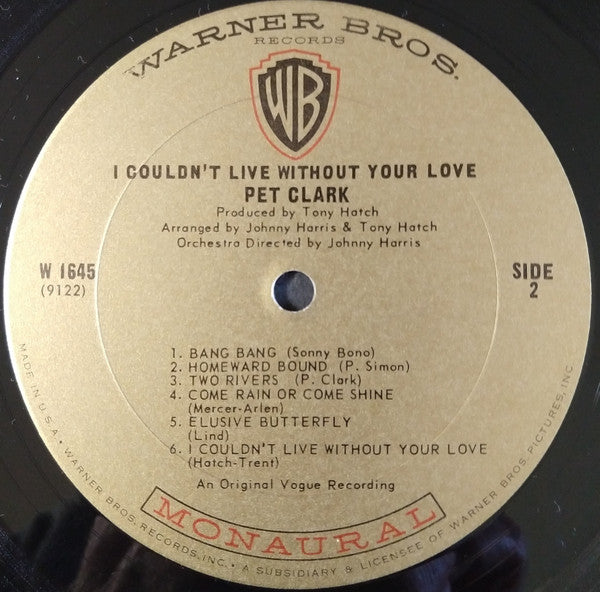 WARNER BROS.
RECORDS
WB
I COULDN'T LIVE WITHOUT YOUR LOVE
PET CLARK
Produced by Tony Hatch
Arranged by Johnny Harris & Tony Hatch
Orchestra Directed by Johnny Harris
W 1645
(9122)
SIDE
2
1. BANG BANG (Sonny Bono)
2. HOMEWARD BOUND (P. Simon)
3. TWO RIVERS (P. Clark)
4. COME RAIN OR COME SHINE
(Mercer-Arlen)
5. ELUSIVE BUTTERFLY
(Lind)
6. I COULDN'T LIVE WITHOUT YOUR LOVE
(Hatch-Trent)
An Original Vogue Recording
MONAURAL
MADE IN U.S.A. • WARNER BROS. RECORDS, INC. • A SUBSIDIARY & LICENSEE OF WARNER BROS. PICTURES, INC.